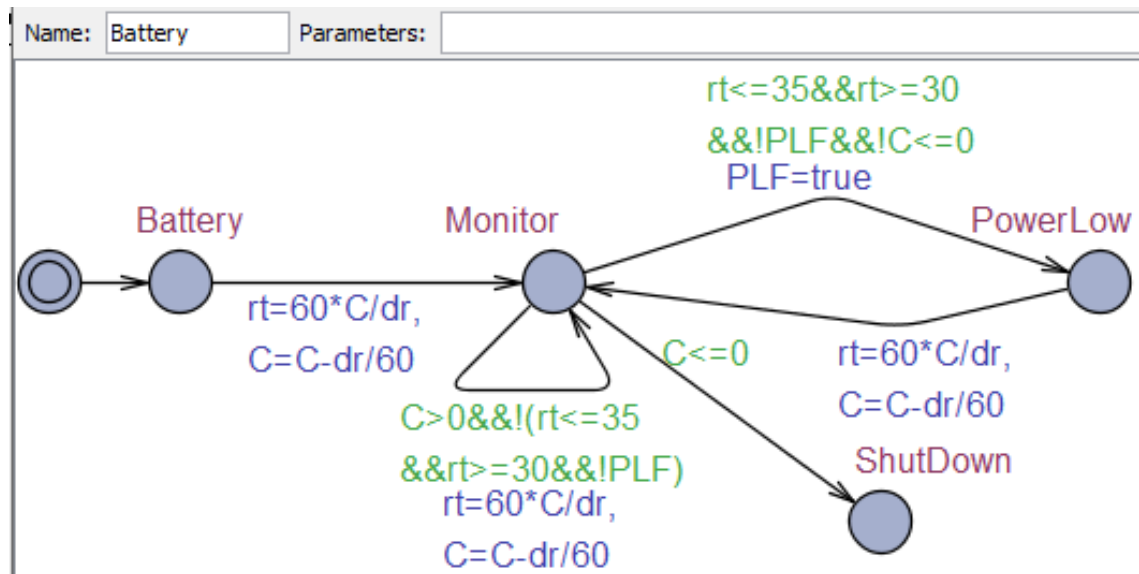 Name: Battery Parameters:
rt<=35&&rt>=30
&&!PLF&&!C<=0
PLF=true
Battery
Monitor
PowerLow
rt=60*C/dr,
C=C-dr/60
C<=0
rt=60*C/dr,
C=C-dr/60
C>0&&!(rt<=35
&&rt>=30&&!PLF)
rt=60*C/dr,
C=C-dr/60
ShutDown